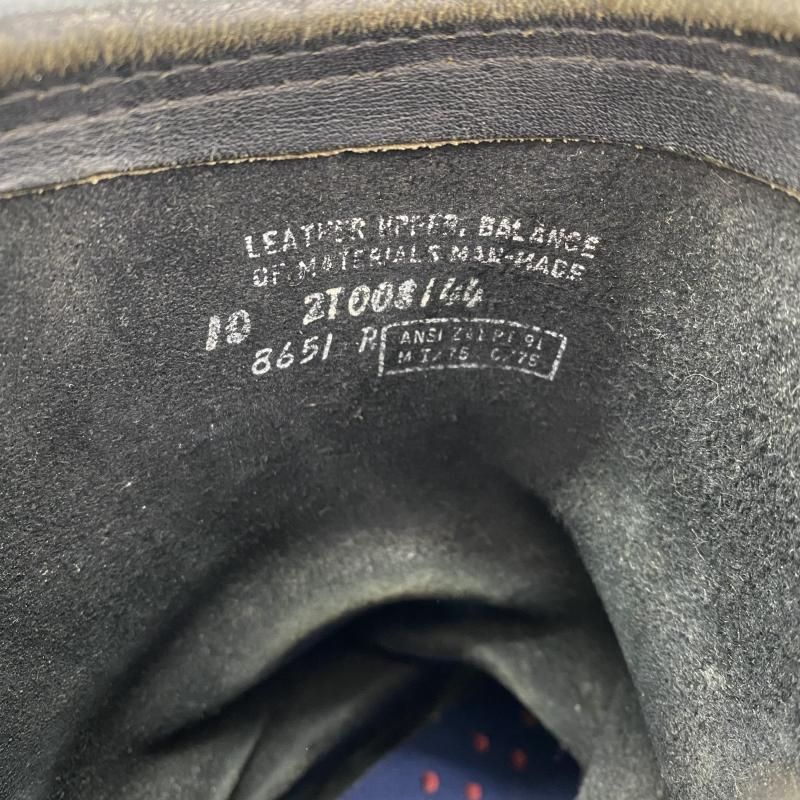 LEATHER UPPER, BALANCE
OF MATERIALS MAN-MADE
10 2T008144
8651 R
ANSI Z41 PT 91
M I/75 C/75